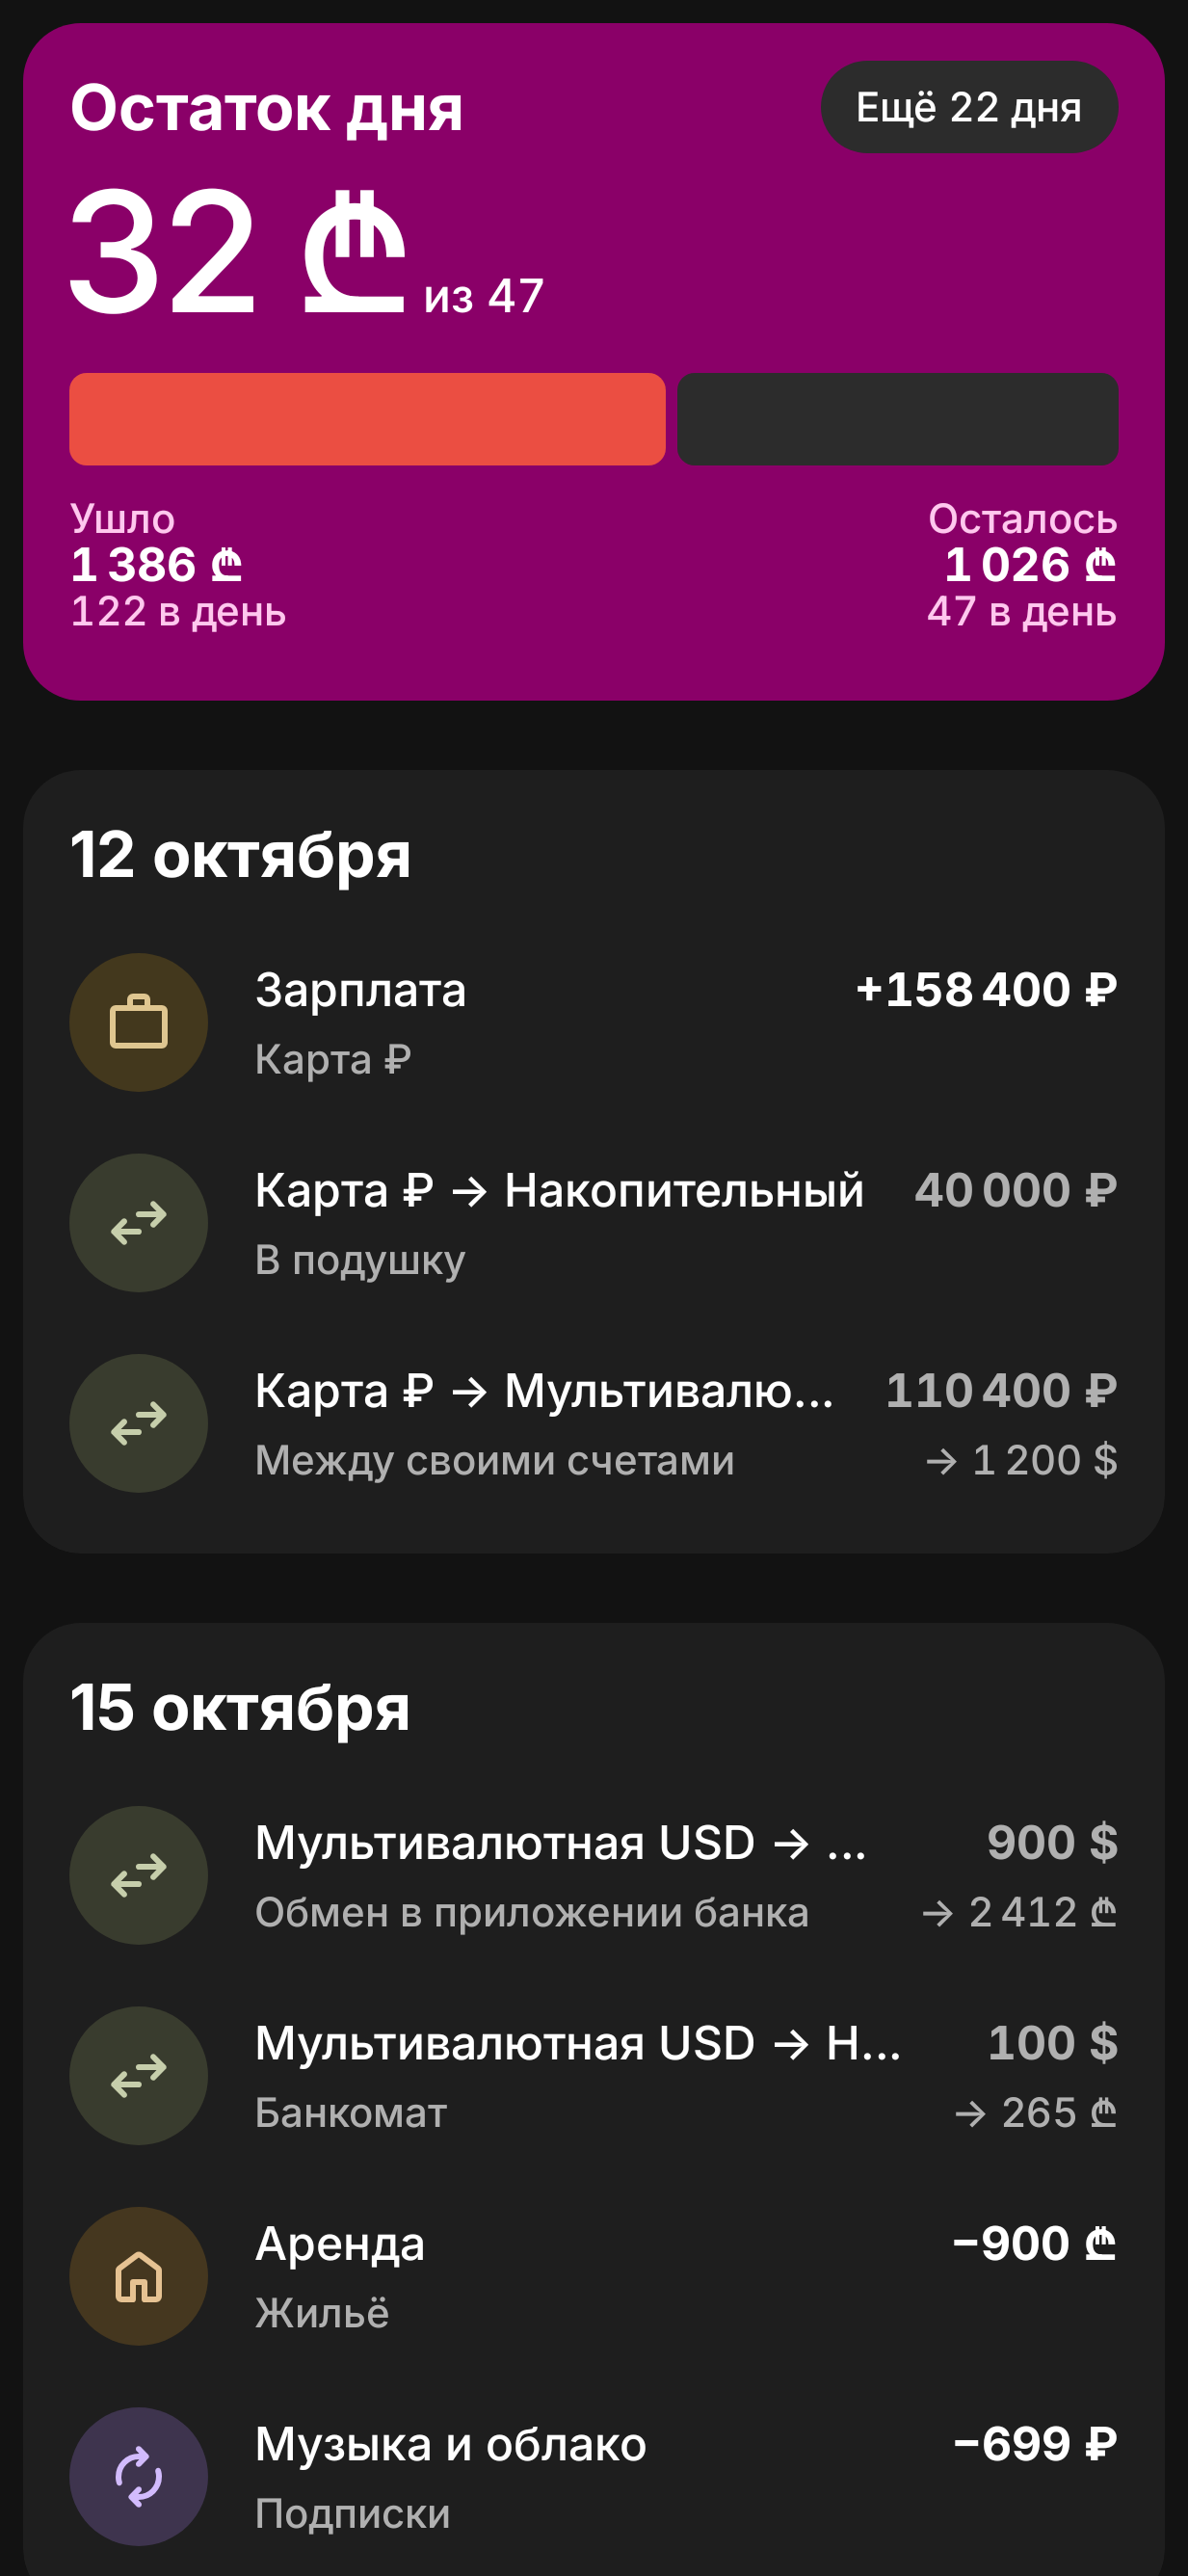 Остаток дня
Ещё 22 дня
32 ₾ из 47
Ушло
Осталось
1 386 ₾
1 026 ₾
122 в день
47 в день
12 октября
Зарплата
+158 400 ₽
Карта ₽
Карта ₽ → Накопительный
40 000 ₽
В подушку
Карта ₽ → Мультивалю...
110 400 ₽
Между своими счетами
→ 1 200 $
15 октября
Мультивалютная USD → ...
900 $
Обмен в приложении банка
→ 2 412 ₾
Мультивалютная USD → Н...
100 $
Банкомат
→ 265 ₾
Аренда
−900 ₾
Жильё
Музыка и облако
−699 ₽
Подписки